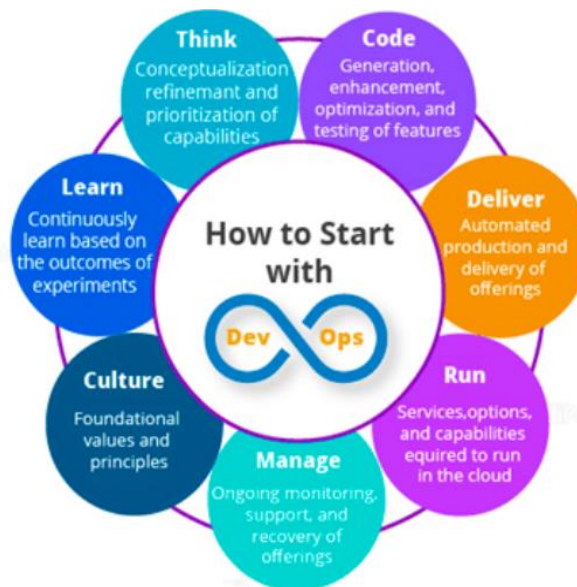 Think
Conceptualization
refinemant and
prioritization of
capabilities
Code
Generation,
enhancement,
optimization, and
testing of features
Deliver
Automated
production and
delivery of
offerings
Run
Services,options,
and capabilities
equired to run
in the cloud
Manage
Ongoing monitoring,
support, and
recovery of
offerings
Culture
Foundational
values and
principles
Learn
Continuously
learn based on
the outcomes of
experiments
How to Start
with
Dev Ops